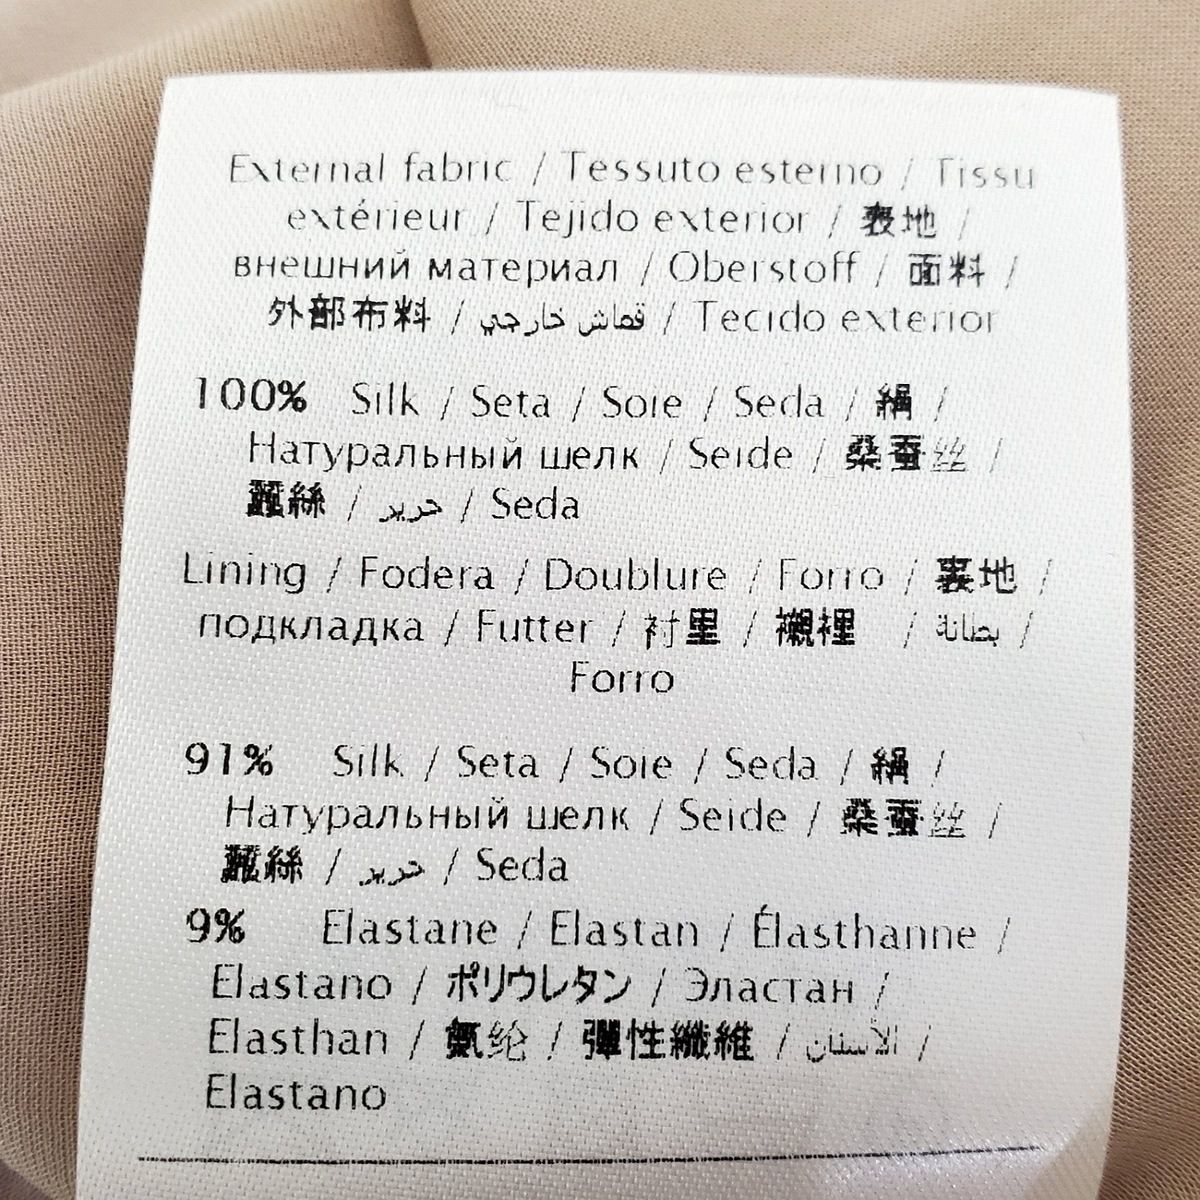 External fabric / Tessuto esterno / Tissu
extérieur / Tejido exterior / 表地 /
внешний материал / Oberstoff / 面料 /
外部布料 / قماش خارجي / Tecido exterior
100% Silk / Seta / Soie / Seda / 絹 /
Натуральный шелк / Seide / 桑蚕丝 /
蠶絲 / حرير / Seda
Lining / Fodera / Doublure / Forro / 裏地 /
подкладка / Futter / 衬里 / 襯裡 / بطانة /
Forro
91% Silk / Seta / Soie / Seda / 絹 /
Натуральный шелк / Seide / 桑蚕丝 /
蠶絲 / حرير / Seda
9% Elastane / Elastan / Élasthanne /
Elastano / ポリウレタン / Эластан /
Elasthan / 氨纶 / 彈性纖維 / الاستان /
Elastano